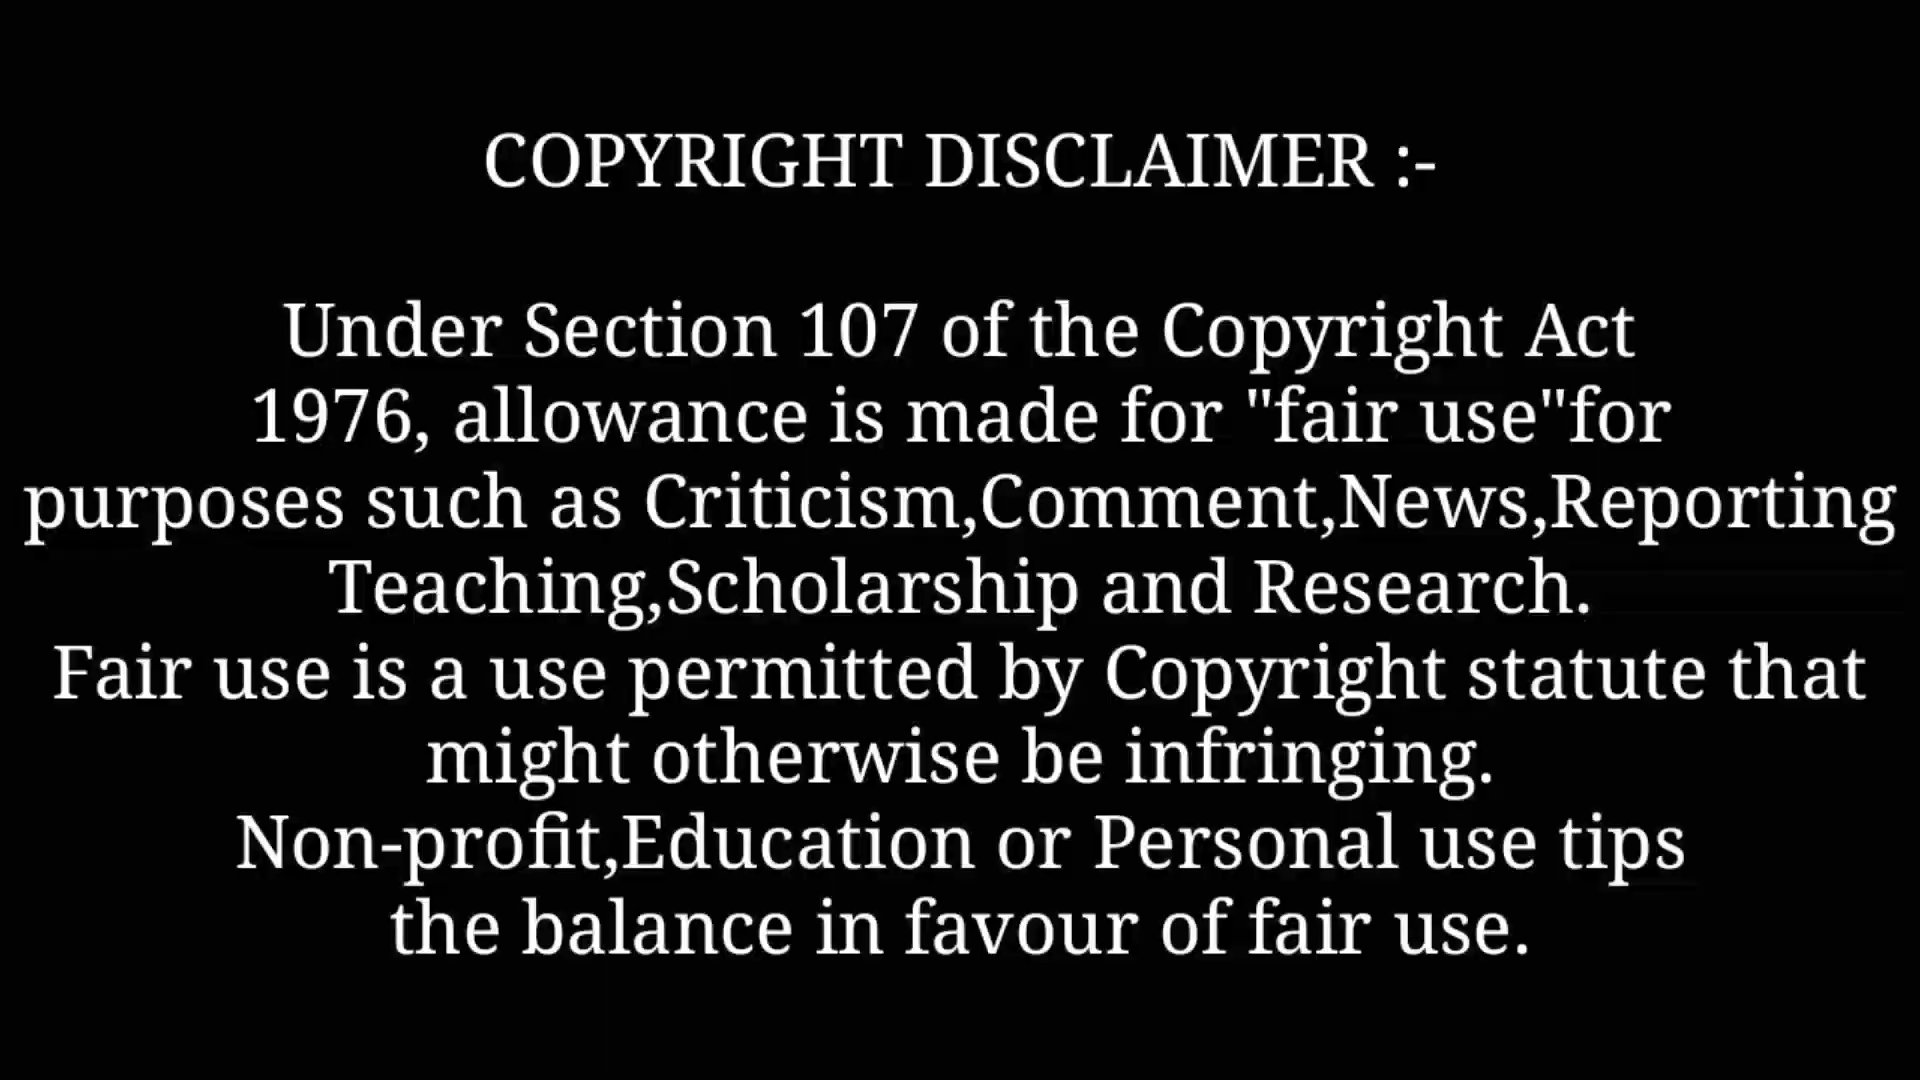 COPYRIGHT DISCLAIMER :-
Under Section 107 of the Copyright Act
1976, allowance is made for "fair use"for
purposes such as Criticism,Comment,News,Reporting
Teaching,Scholarship and Research.
Fair use is a use permitted by Copyright statute that
might otherwise be infringing.
Non-profit,Education or Personal use tips
the balance in favour of fair use.